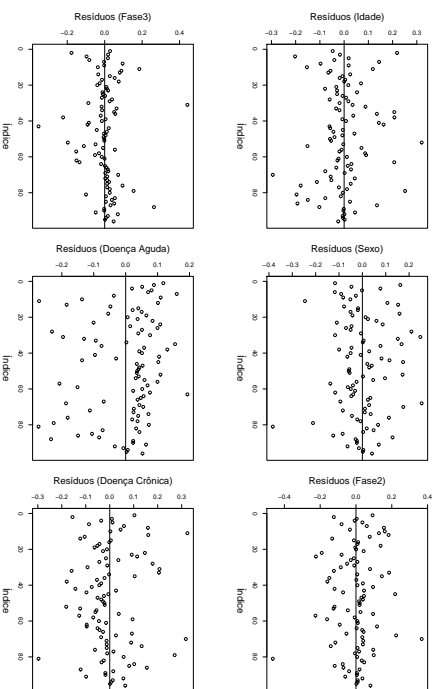 Resíduos (Idade)
−0.3 −0.2 −0.1 0.0 0.1 0.2 0.3
0 20 40 60 80
Índice
Resíduos (Sexo)
−0.4 −0.3 −0.2 −0.1 0.0 0.1 0.2
0 20 40 60 80
Índice
Resíduos (Fase2)
−0.4 −0.2 0.0 0.2 0.4
0 20 40 60 80
Índice
Resíduos (Fase3)
−0.2 0.0 0.2 0.4
0 20 40 60 80
Índice
Resíduos (Doença Aguda)
−0.2 −0.1 0.0 0.1 0.2
0 20 40 60 80
Índice
Resíduos (Doença Crônica)
−0.3 −0.2 −0.1 0.0 0.1 0.2 0.3
0 20 40 60 80
Índice